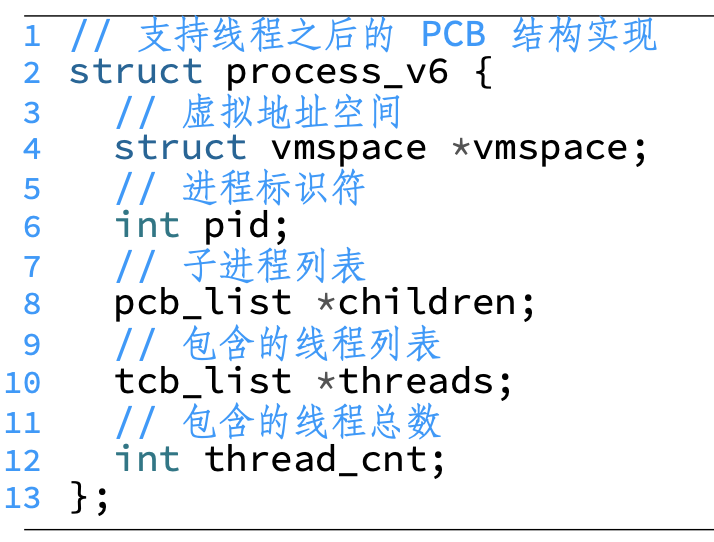 1 // 支持线程之后的 PCB 结构实现
2 struct process_v6 {
3 // 虚拟地址空间
4 struct vmspace *vmspace;
5 // 进程标识符
6 int pid;
7 // 子进程列表
8 pcb_list *children;
9 // 包含的线程列表
10 tcb_list *threads;
11 // 包含的线程总数
12 int thread_cnt;
13 };